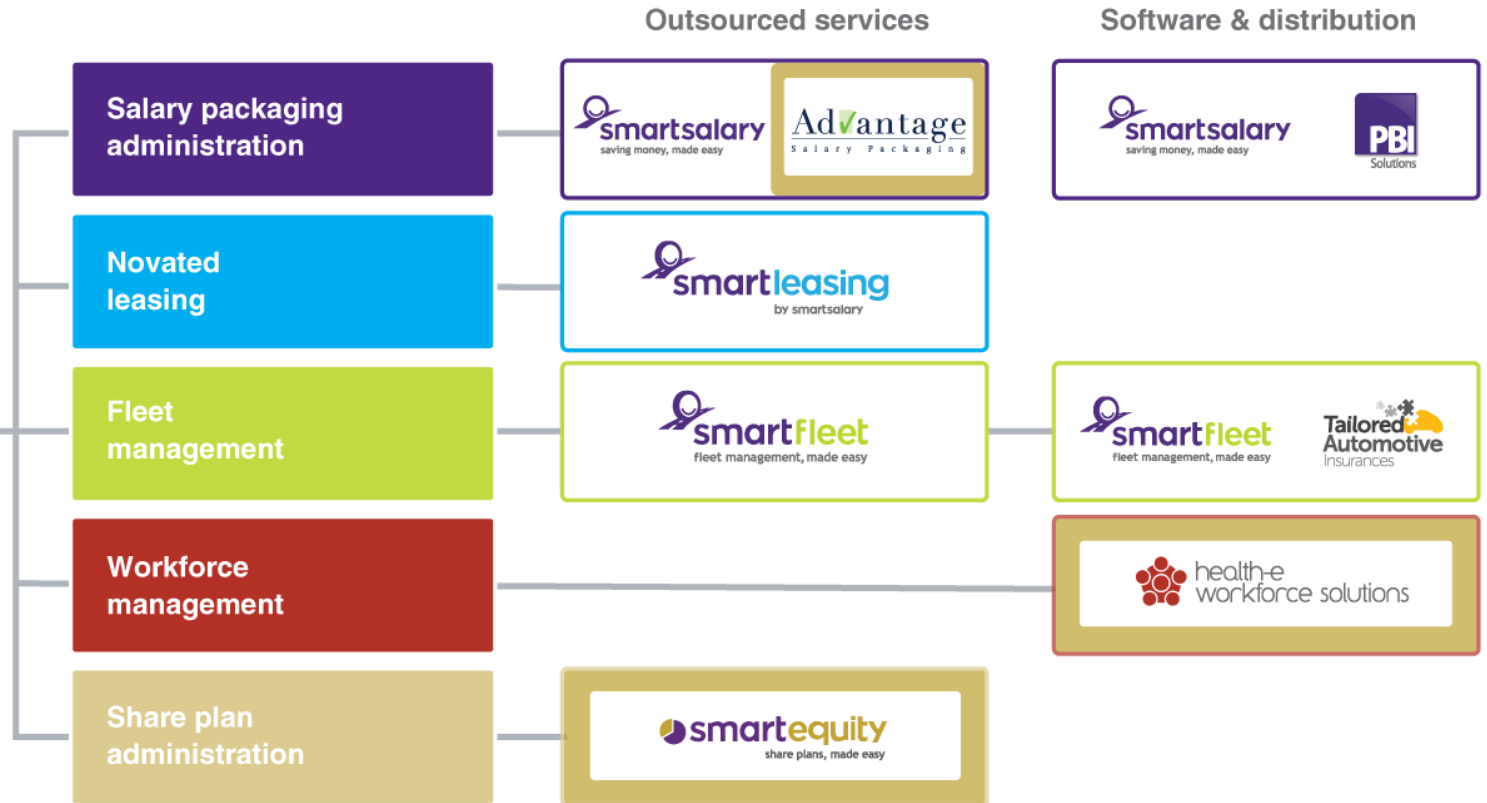 Outsourced services
Software & distribution
Salary packaging
administration
smartsalary
saving money, made easy
Advantage
Salary Packaging
smartsalary
saving money, made easy
PBI
Solutions
Novated
leasing
smartleasing
by smartsalary
Fleet
management
smartfleet
fleet management, made easy
smartfleet
fleet management, made easy
Tailored
Automotive
Insurances
Workforce
management
health-e
workforce solutions
Share plan
administration
smartequity
share plans, made easy